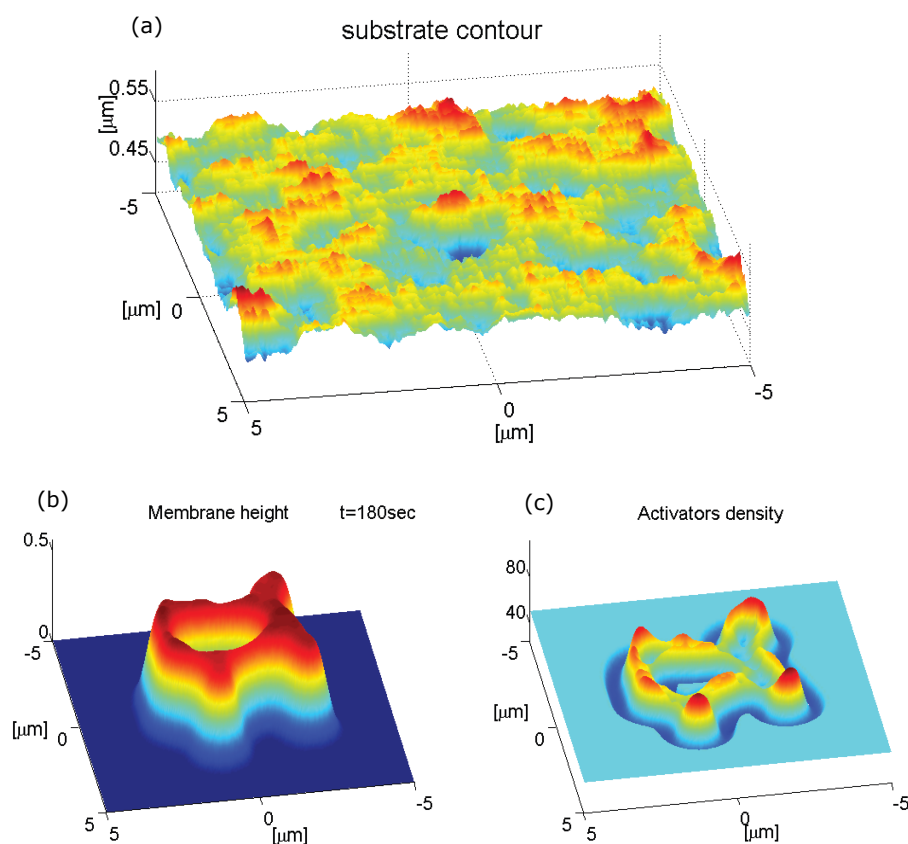 (a)
substrate contour
0.55
[μm]
0.45
-5
[μm] 0
5
5
0
-5
[μm]
(b)
Membrane height t=180sec
0.5
0
-5
[μm]
0
5
5
0
-5
[μm]
(c)
Activators density
80
40
-5
[μm]
0
5
5
0
-5
[μm]